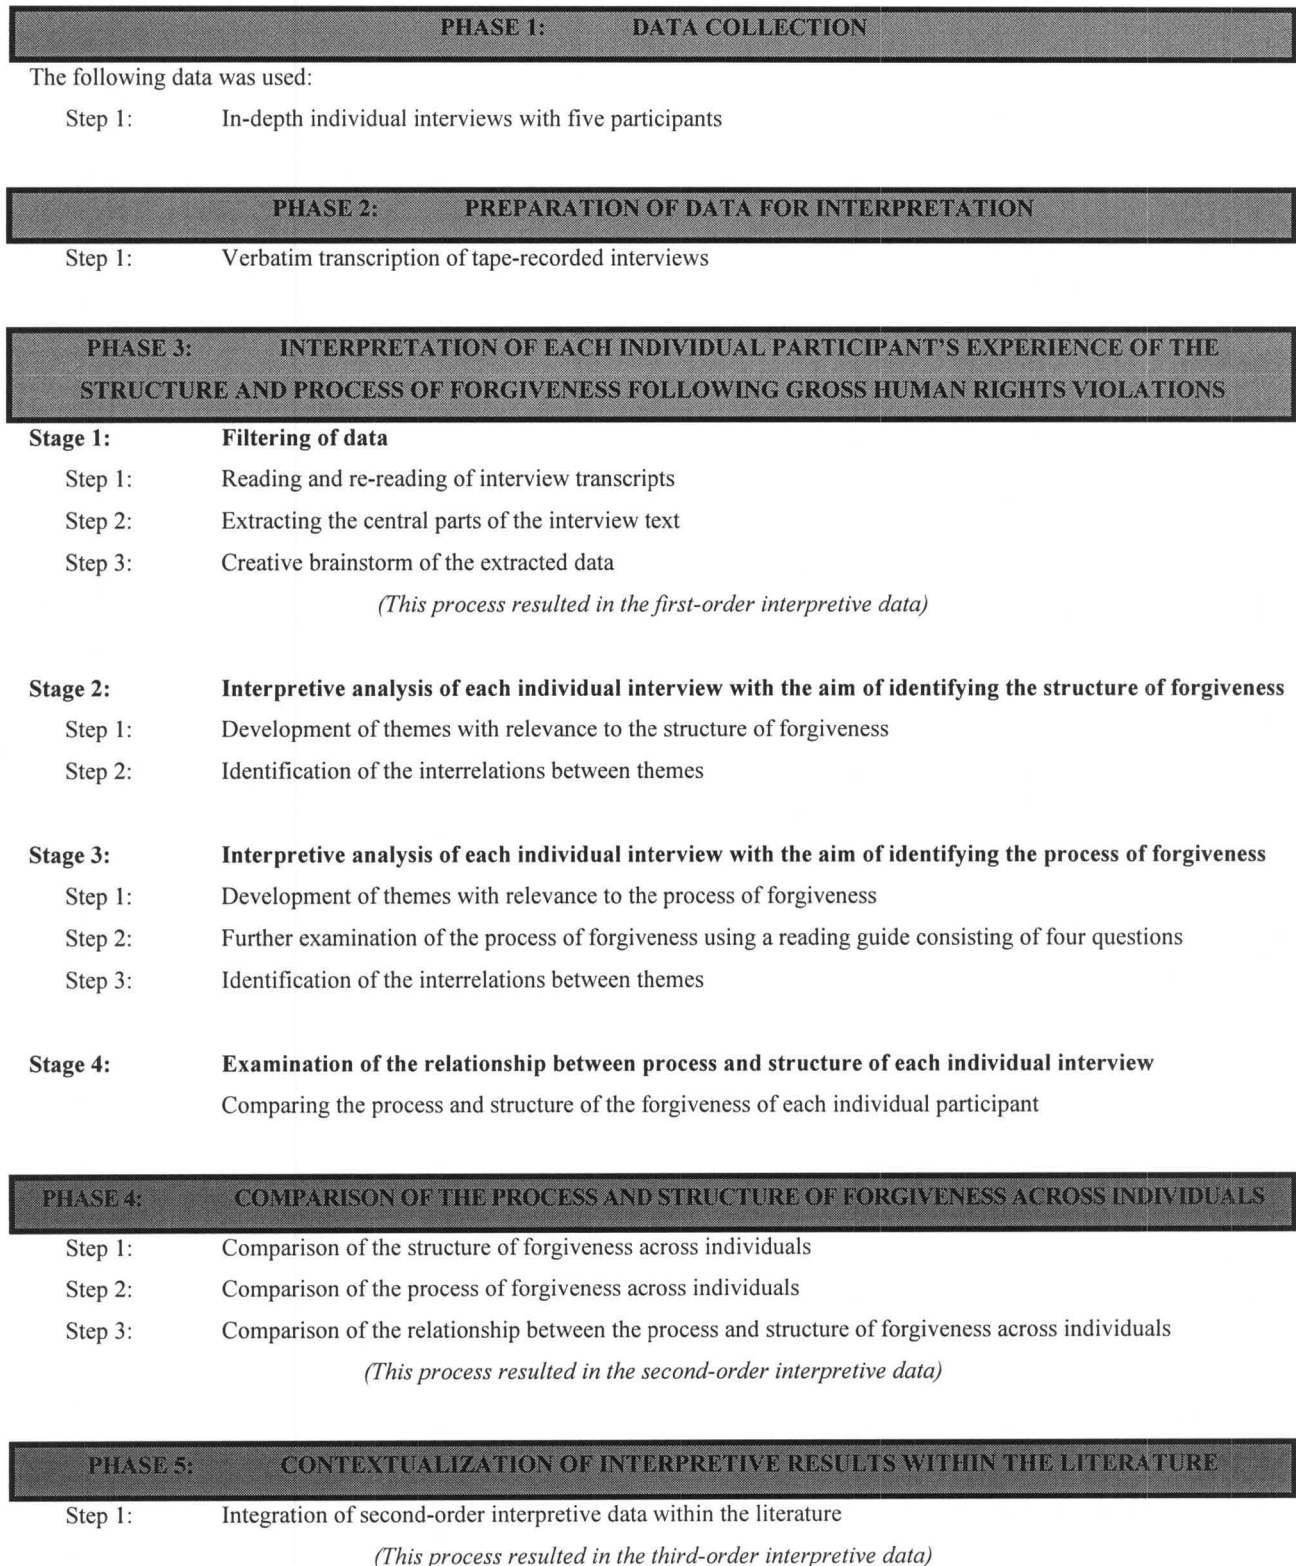 PHASE 1: DATA COLLECTION
The following data was used:
Step 1: In-depth individual interviews with five participants
PHASE 2: PREPARATION OF DATA FOR INTERPRETATION
Step 1: Verbatim transcription of tape-recorded interviews
PHASE 3: INTERPRETATION OF EACH INDIVIDUAL PARTICIPANT'S EXPERIENCE OF THE
STRUCTURE AND PROCESS OF FORGIVENESS FOLLOWING GROSS HUMAN RIGHTS VIOLATIONS
Stage 1: Filtering of data
Step 1: Reading and re-reading of interview transcripts
Step 2: Extracting the central parts of the interview text
Step 3: Creative brainstorm of the extracted data
(This process resulted in the first-order interpretive data)
Stage 2: Interpretive analysis of each individual interview with the aim of identifying the structure of forgiveness
Step 1: Development of themes with relevance to the structure of forgiveness
Step 2: Identification of the interrelations between themes
Stage 3: Interpretive analysis of each individual interview with the aim of identifying the process of forgiveness
Step 1: Development of themes with relevance to the process of forgiveness
Step 2: Further examination of the process of forgiveness using a reading guide consisting of four questions
Step 3: Identification of the interrelations between themes
Stage 4: Examination of the relationship between process and structure of each individual interview
Comparing the process and structure of the forgiveness of each individual participant
PHASE 4: COMPARISON OF THE PROCESS AND STRUCTURE OF FORGIVENESS ACROSS INDIVIDUALS
Step 1: Comparison of the structure of forgiveness across individuals
Step 2: Comparison of the process of forgiveness across individuals
Step 3: Comparison of the relationship between the process and structure of forgiveness across individuals
(This process resulted in the second-order interpretive data)
PHASE 5: CONTEXTUALIZATION OF INTERPRETIVE RESULTS WITHIN THE LITERATURE
Step 1: Integration of second-order interpretive data within the literature
(This process resulted in the third-order interpretive data)